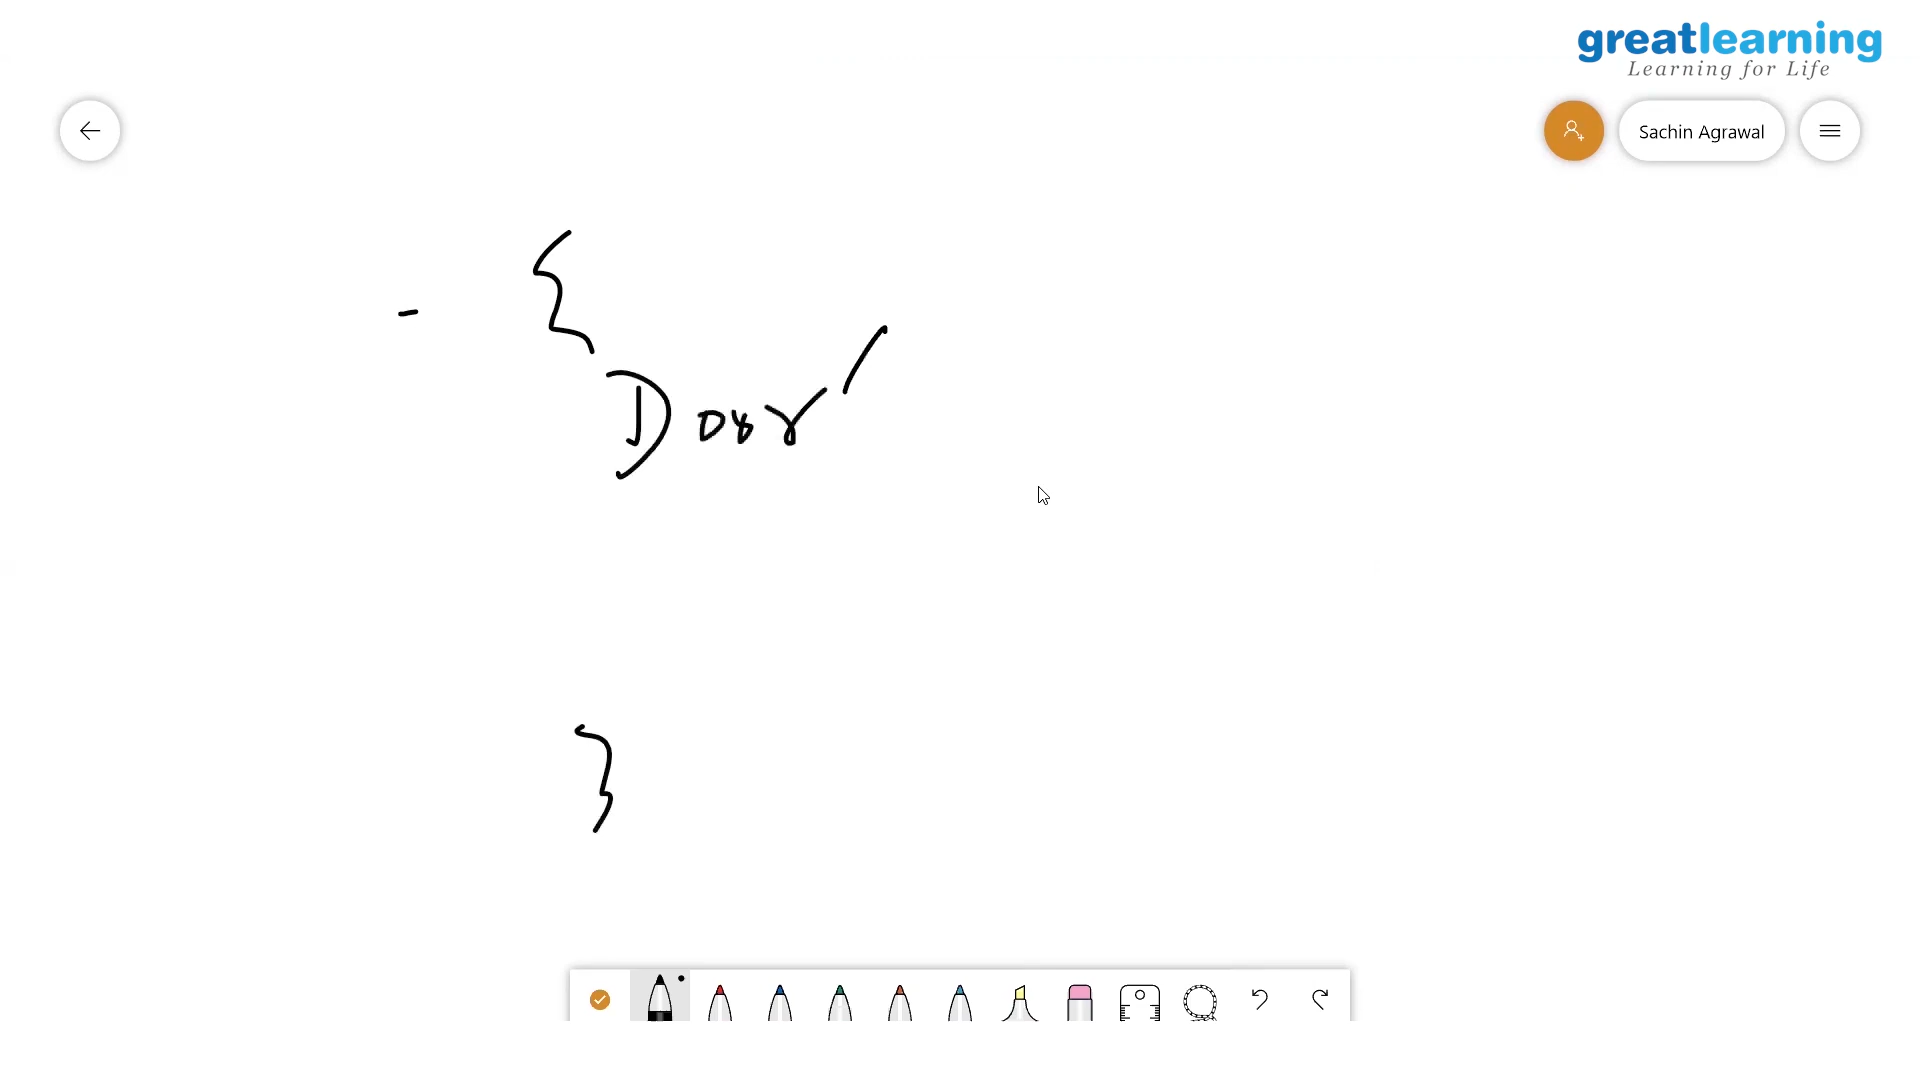 greatlearning
Learning for Life
Sachin Agrawal
- {
}